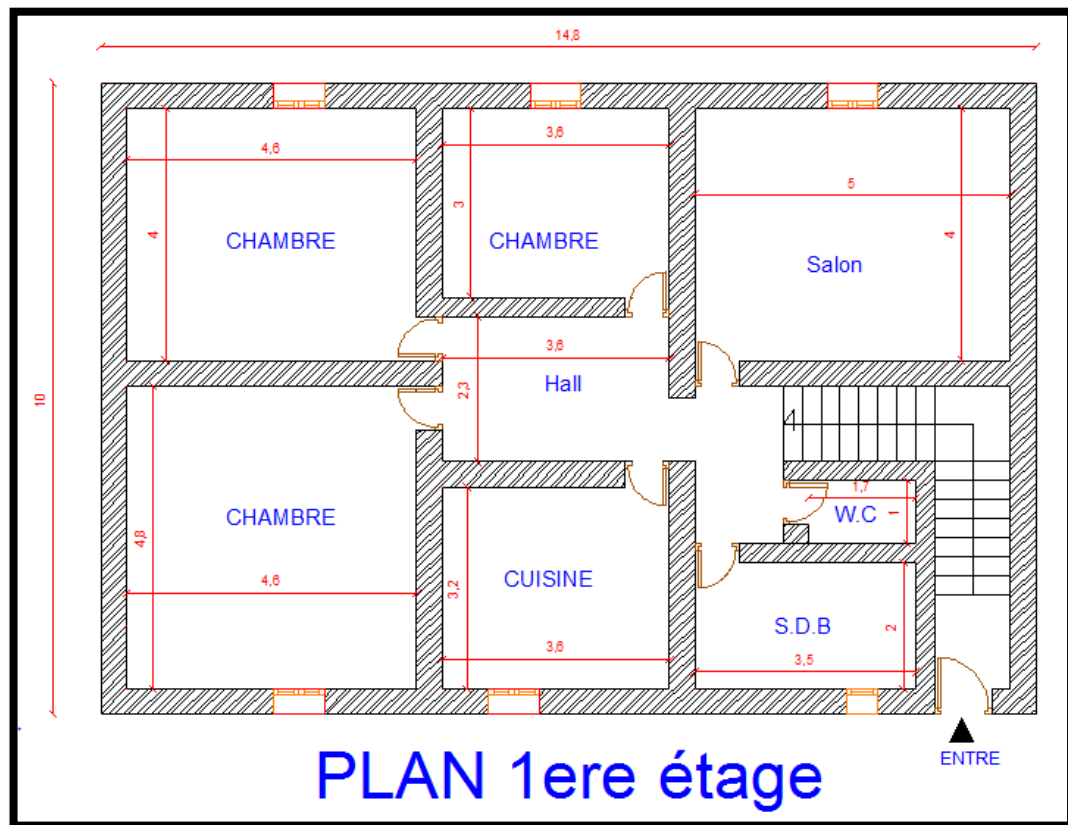 14,8
10
4,6
4
CHAMBRE
3,6
3
CHAMBRE
5
4
Salon
3,6
2,3
Hall
CHAMBRE
4,8
4,6
CUISINE
3,2
3,6
1,7
1
W.C
S.D.B
2
3,5
ENTRE
PLAN 1ere étage